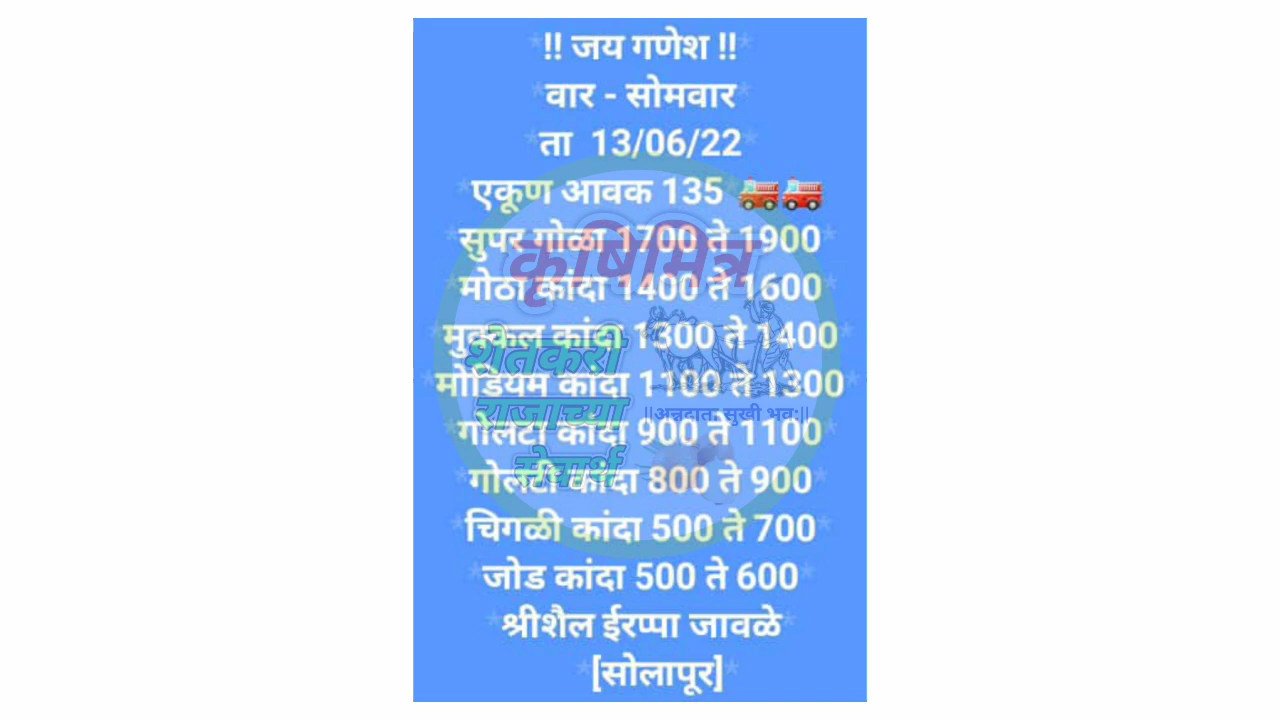 *!! जय गणेश !!*
*वार - सोमवार*
*ता 13/06/22*
*एकूण आवक 135 🚒🚒
*सुपर गोळा 1700 ते 1900*
*मोठा कांदा 1400 ते 1600*
*मुक्कल कांदा 1300 ते 1400*
*मोडियम कांदा 1100 ते 1300*
*गोलटा कांदा 900 ते 1100*
*गोलटी कांदा 800 ते 900*
*चिगळी कांदा 500 ते 700*
*जोड कांदा 500 ते 600*
*श्रीशैल ईरप्पा जावळे*
*[सोलापूर]*
कृषिमित्र
शेतकरी
राजाच्या
सेवार्थ
||अन्नदाता सुखी भवः||